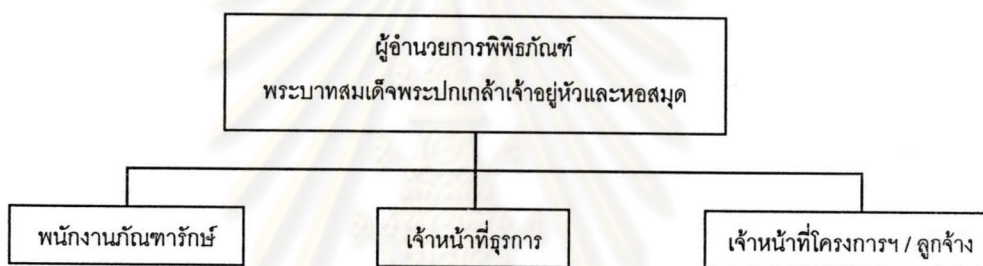 ผู้อำนวยการพิพิธภัณฑ์
พระบาทสมเด็จพระปกเกล้าเจ้าอยู่หัวและหอสมุด
พนักงานภัณฑารักษ์
เจ้าหน้าที่ธุรการ
เจ้าหน้าที่โครงการฯ / ลูกจ้าง